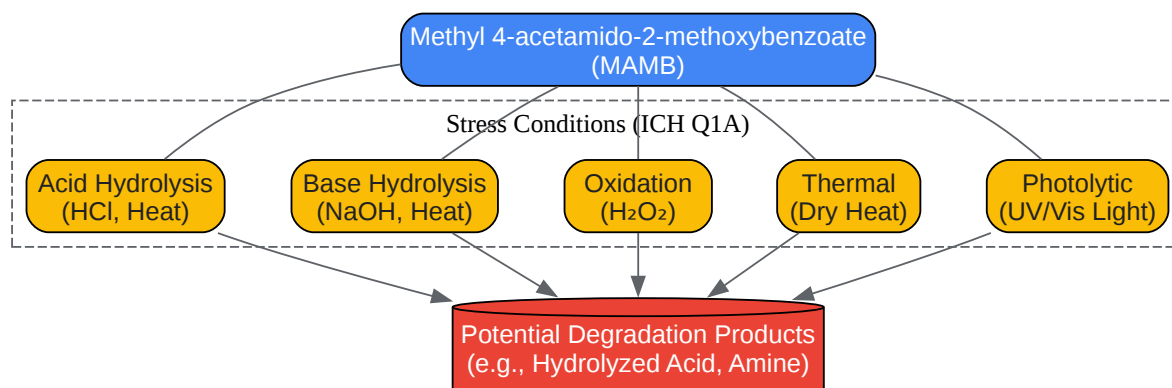 Methyl 4-acetamido-2-methoxybenzoate
(MAMB)
Stress Conditions (ICH Q1A)
Acid Hydrolysis
(HCl, Heat)
Base Hydrolysis
(NaOH, Heat)
Oxidation
(H₂O₂)
Thermal
(Dry Heat)
Photolytic
(UV/Vis Light)
Potential Degradation Products
(e.g., Hydrolyzed Acid, Amine)